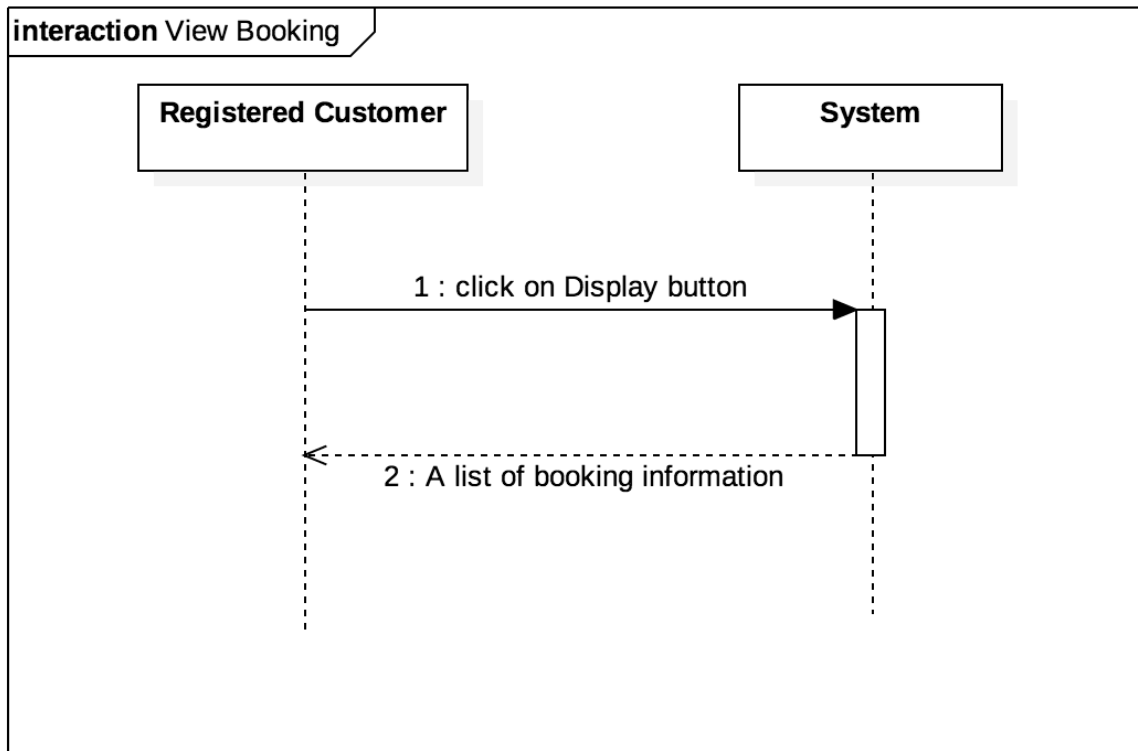 interaction View Booking
Registered Customer
System
1 : click on Display button
2 : A list of booking information